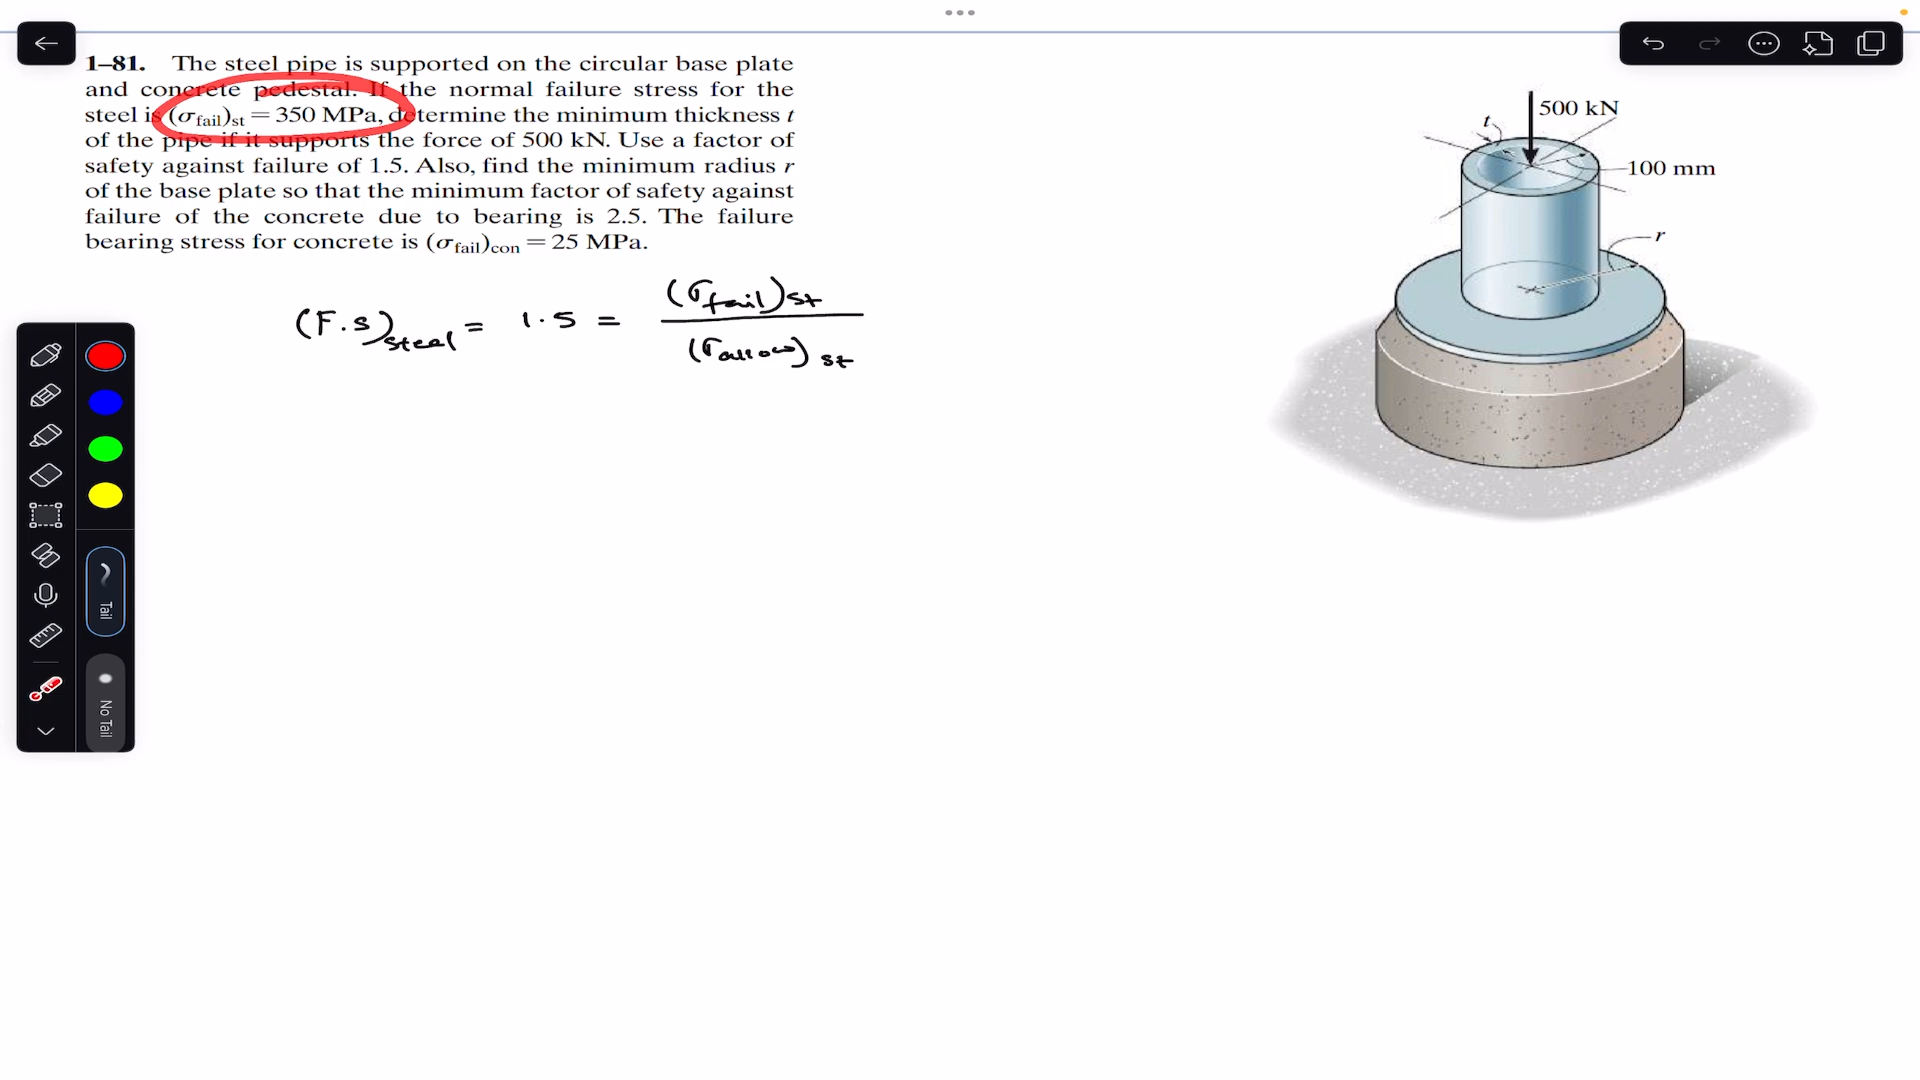 1–81. The steel pipe is supported on the circular base plate
and concrete pedestal. If the normal failure stress for the
steel is (σfail)st = 350 MPa, determine the minimum thickness t
of the pipe if it supports the force of 500 kN. Use a factor of
safety against failure of 1.5. Also, find the minimum radius r
of the base plate so that the minimum factor of safety against
failure of the concrete due to bearing is 2.5. The failure
bearing stress for concrete is (σfail)con = 25 MPa.
500 kN
t
100 mm
r
(F.S)steel = 1.5 = (σfail)st
(σallow)st
Tail
No Tail